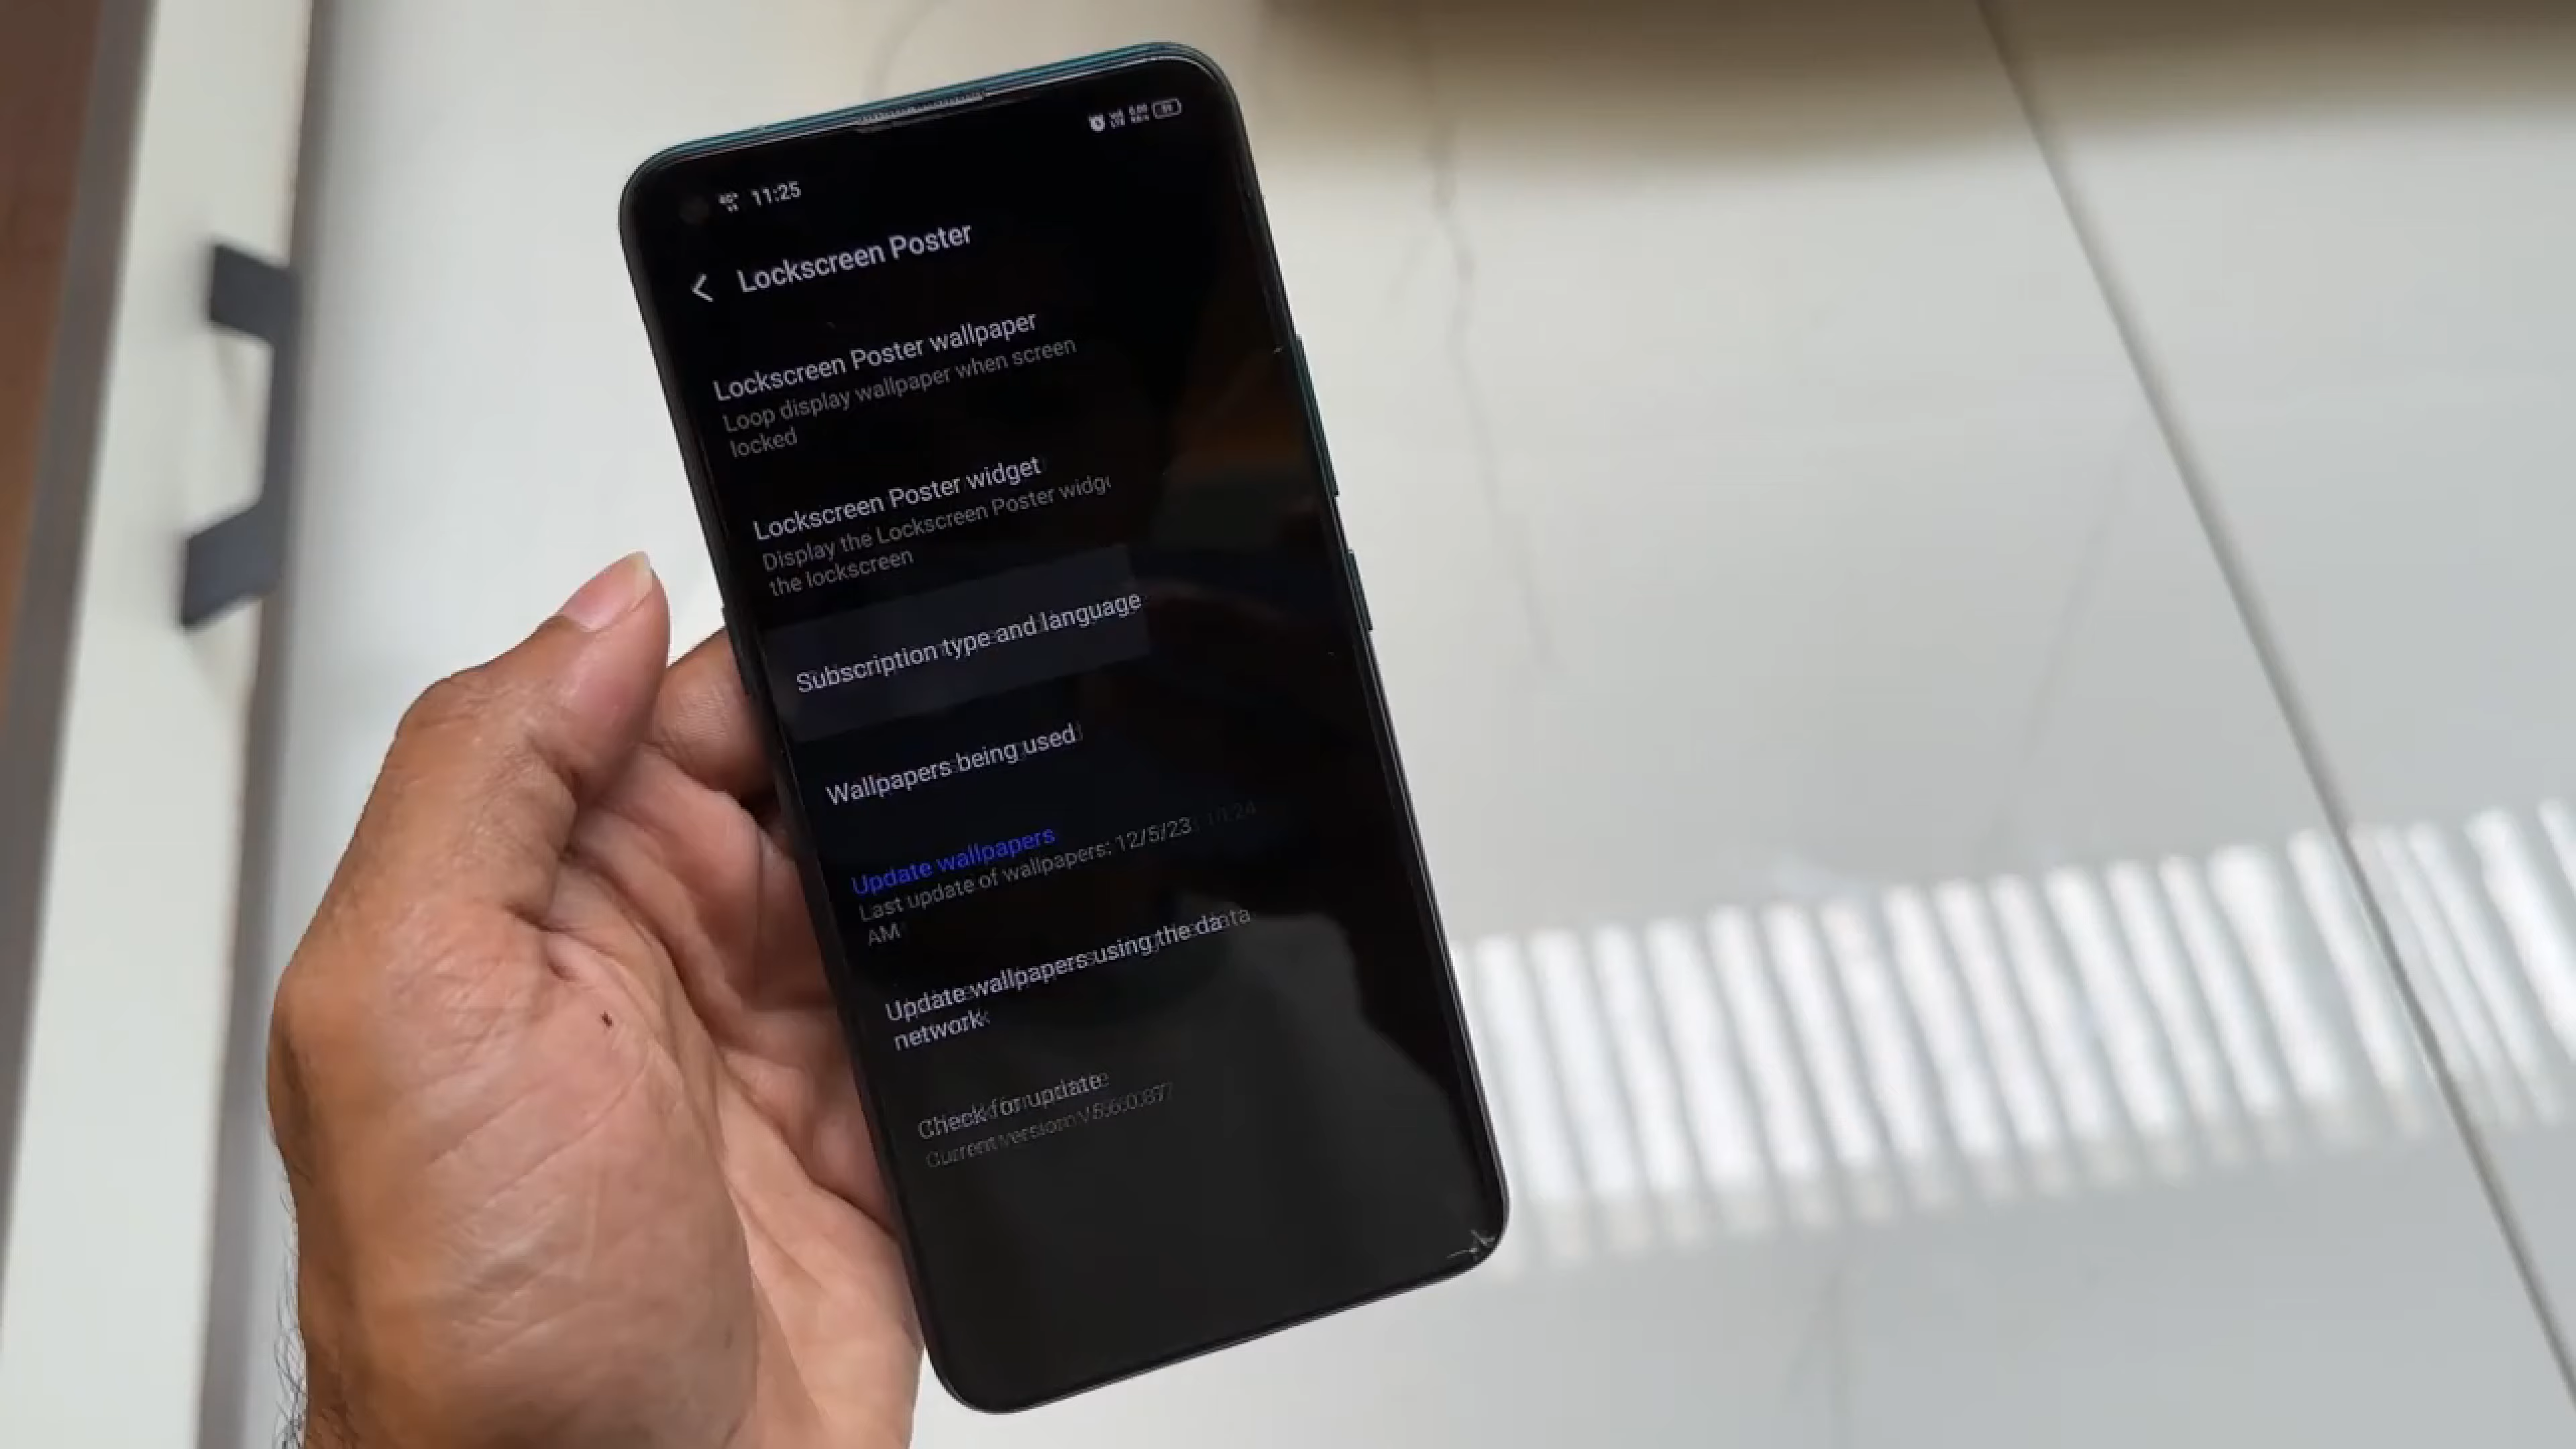 11:25
Lockscreen Poster
Lockscreen Poster wallpaper
Loop display wallpaper when screen
locked
Lockscreen Poster widget
Display the Lockscreen Poster
the lockscreen
Subscription type and language
Wallpapers being used
Update wallpapers
Last update of wallpapers: 12/5/23
AM
Update wallpapers using the data
network
Check for update
Current version: